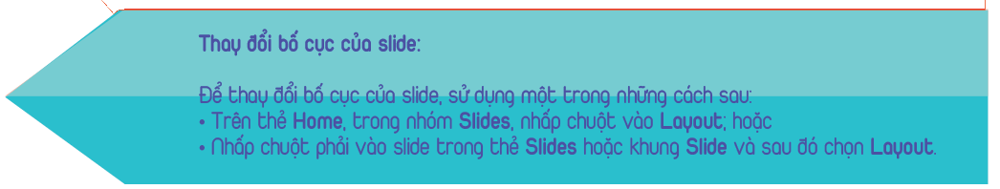 Thay đổi bố cục của slide:
Để thay đổi bố cục của slide, sử dụng một trong những cách sau:
• Trên thẻ Home, trong nhóm Slides, nhấp chuột vào Layout; hoặc
• Nhấp chuột phải vào slide trong thẻ Slides hoặc khung Slide và sau đó chọn Layout.